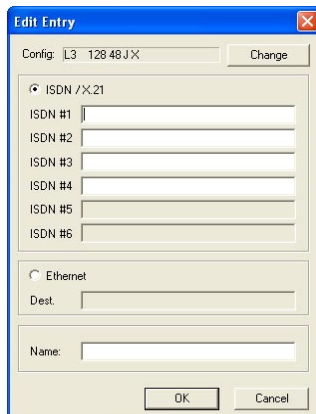 Edit Entry
Config: L3 128 48 J X Change
ISDN / X.21
ISDN #1
ISDN #2
ISDN #3
ISDN #4
ISDN #5
ISDN #6
Ethernet
Dest.
Name:
OK Cancel